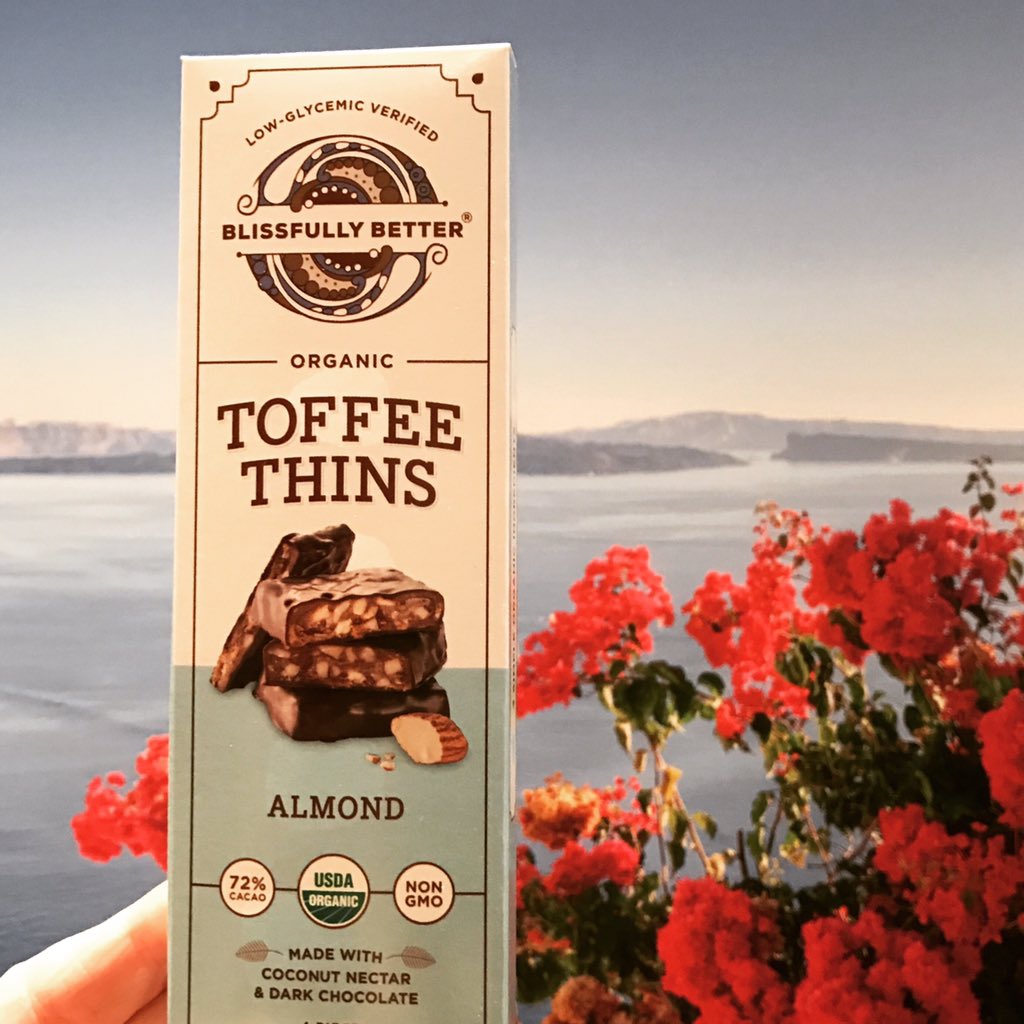 LOW-GLYCEMIC VERIFIED
BLISSFULLY BETTER®
ORGANIC
TOFFEE
THINS
ALMOND
72%
CACAO
USDA
ORGANIC
NON
GMO
MADE WITH
COCONUT NECTAR
& DARK CHOCOLATE